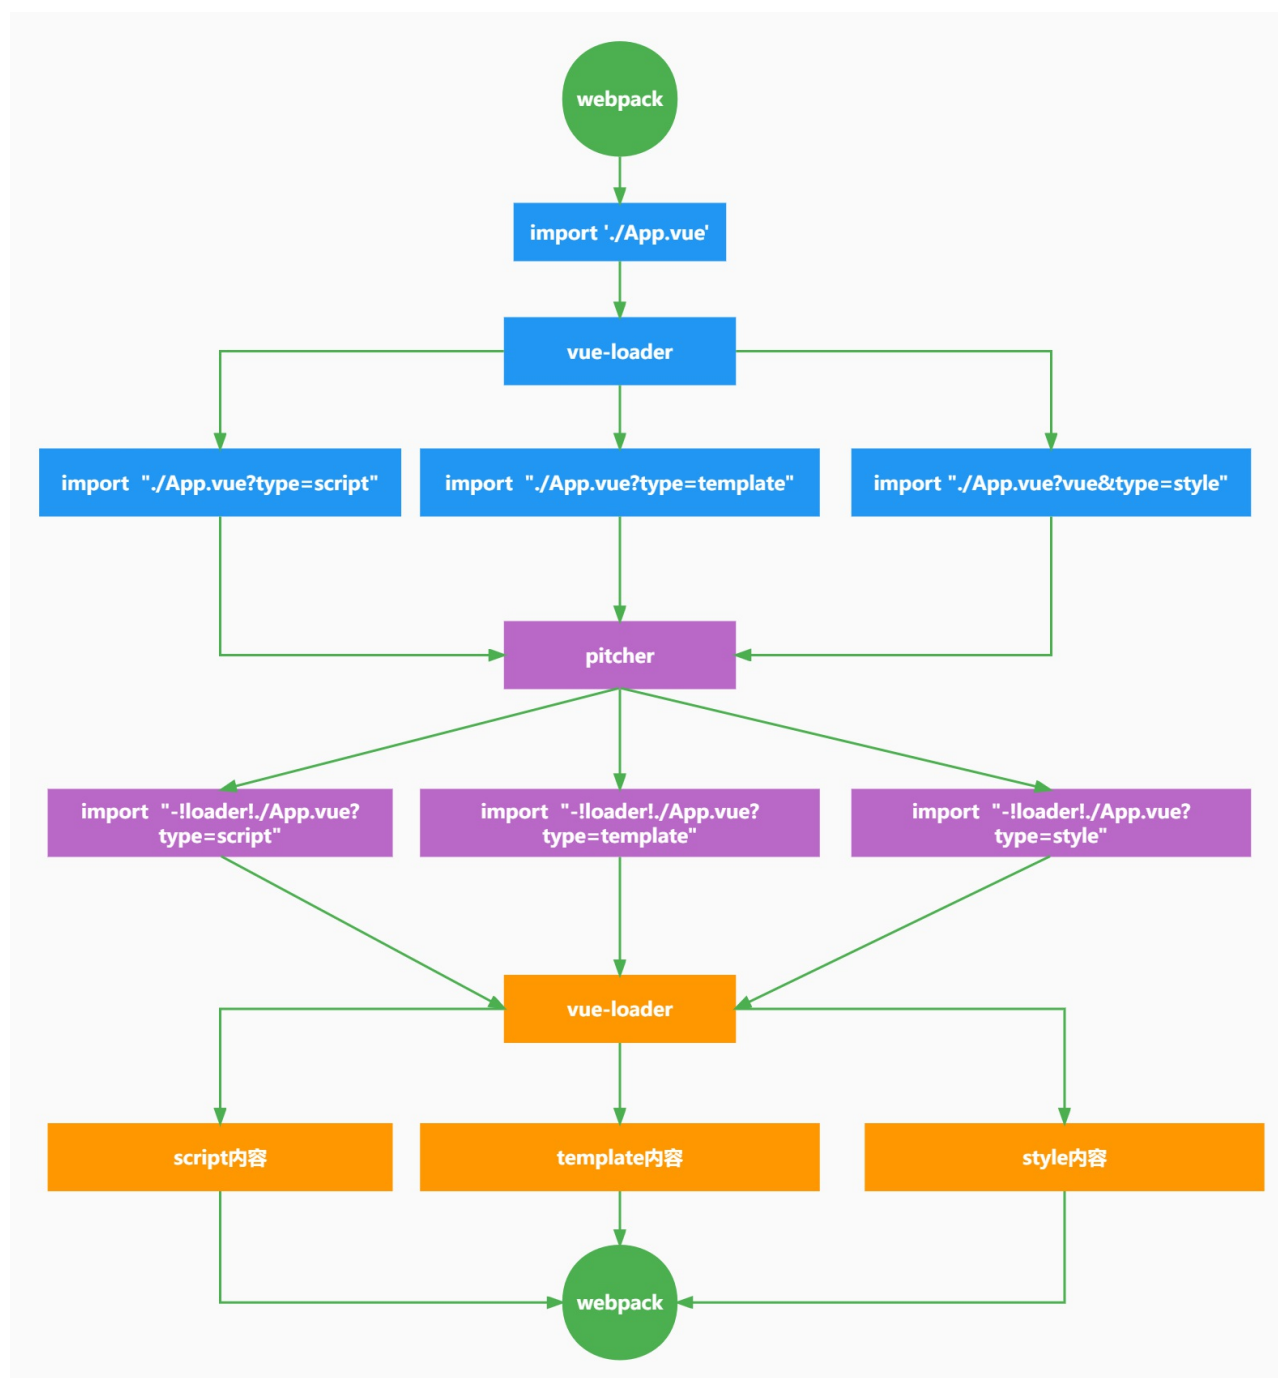 webpack
import './App.vue'
vue-loader
import  "./App.vue?type=script"
import  "./App.vue?type=template"
import "./App.vue?vue&type=style"
pitcher
import  "-!loader!./App.vue?
type=script"
import  "-!loader!./App.vue?
type=template"
import  "-!loader!./App.vue?
type=style"
vue-loader
script内容
template内容
style内容
webpack